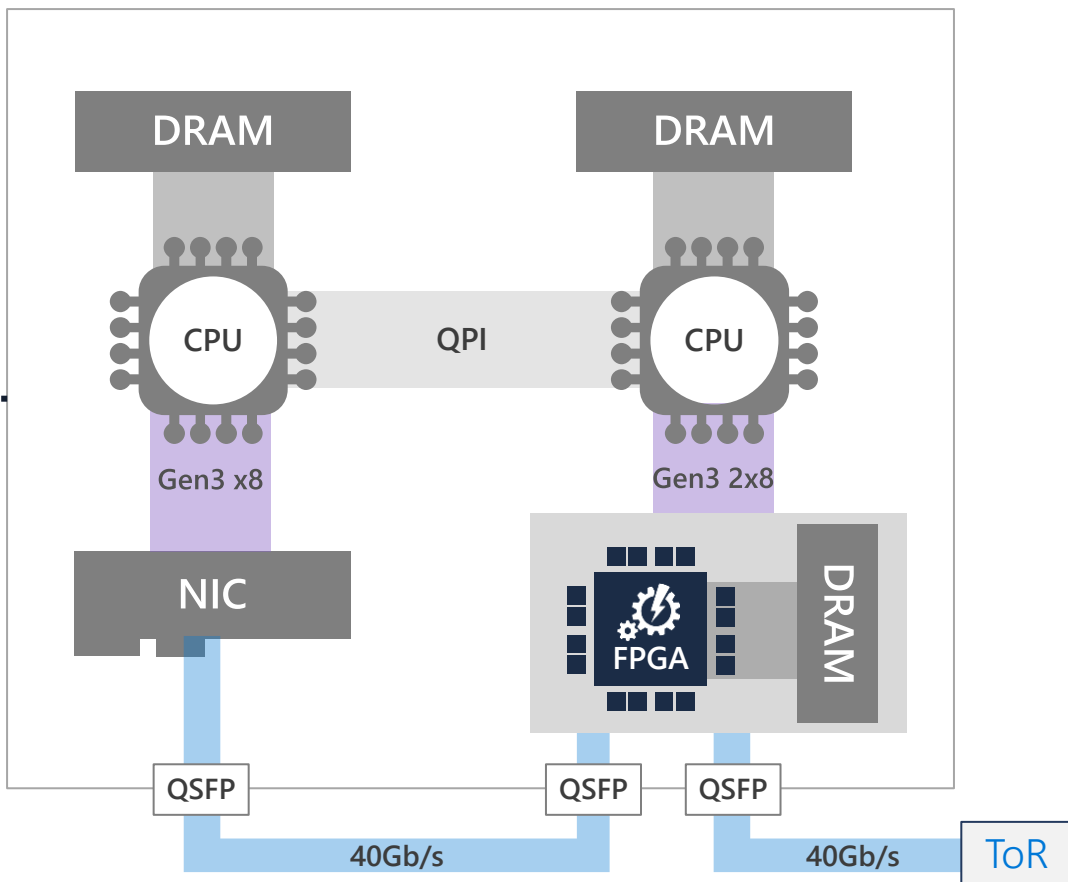 DRAM
DRAM
CPU
QPI
CPU
Gen3 x8
Gen3 2x8
NIC
FPGA
DRAM
QSFP
QSFP
QSFP
40Gb/s
40Gb/s
ToR